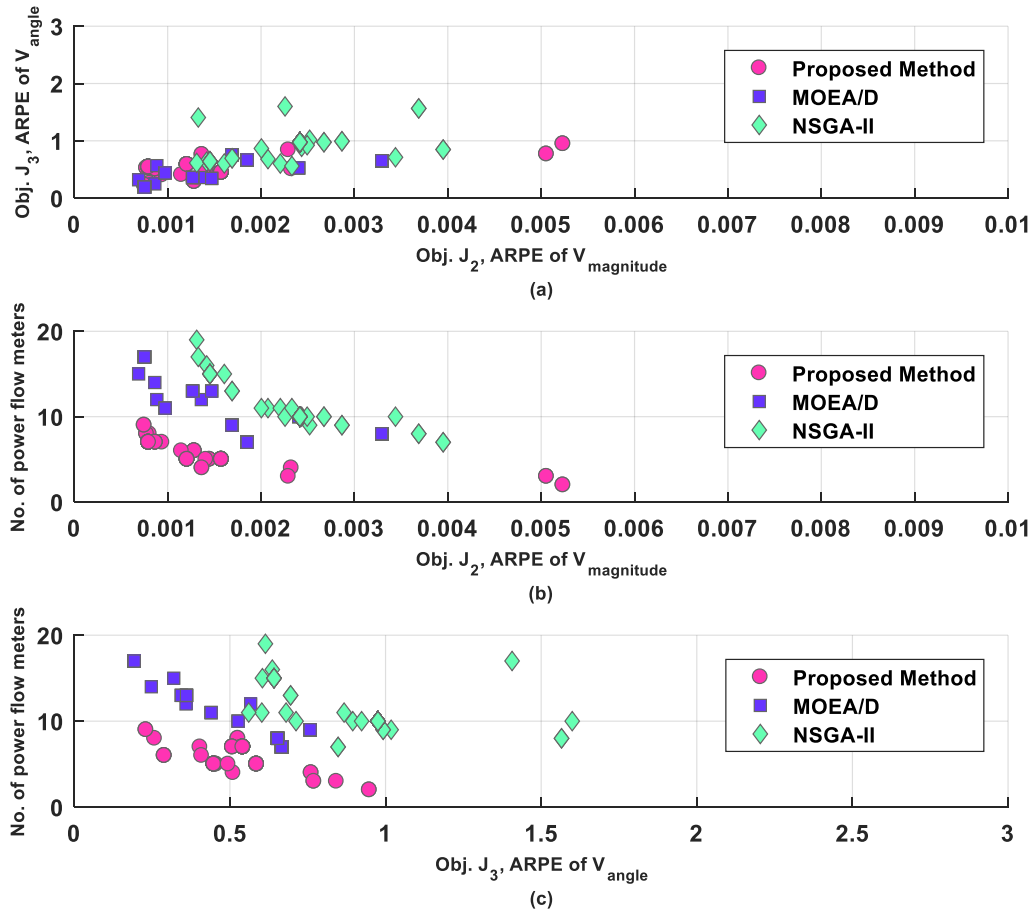 Obj. J3, ARPE of Vangle
3
2
1
0
0 0.001 0.002 0.003 0.004 0.005 0.006 0.007 0.008 0.009 0.01
Proposed Method
MOEA/D
NSGA-II
Obj. J2, ARPE of Vmagnitude
(a)
No. of power flow meters
20
10
0
0 0.001 0.002 0.003 0.004 0.005 0.006 0.007 0.008 0.009 0.01
Proposed Method
MOEA/D
NSGA-II
Obj. J2, ARPE of Vmagnitude
(b)
No. of power flow meters
20
10
0
0 0.5 1 1.5 2 2.5 3
Proposed Method
MOEA/D
NSGA-II
Obj. J3, ARPE of Vangle
(c)